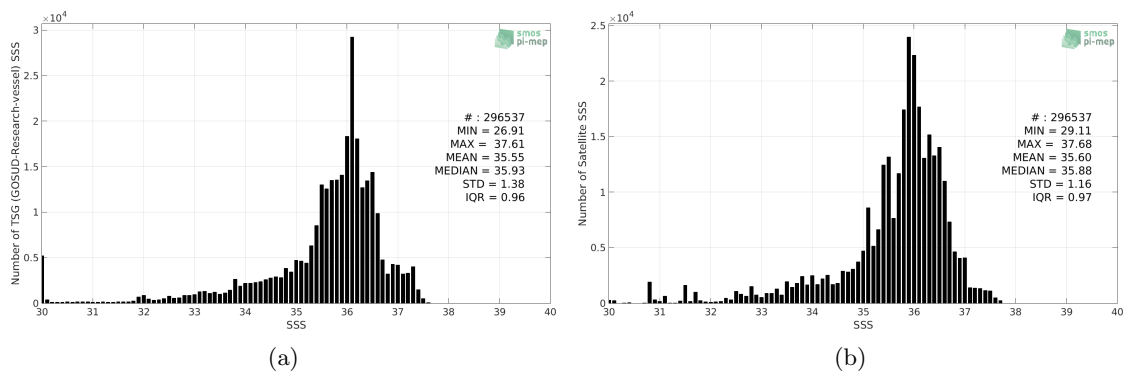 ×10⁴
3
2.5
2
1.5
1
0.5
0
Number of TSG (GOSUD-Research-vessel) SSS
smos
pi-mep
# : 296537
MIN = 26.91
MAX = 37.61
MEAN = 35.55
MEDIAN = 35.93
STD = 1.38
IQR = 0.96
30 31 32 33 34 35 36 37 38 39 40
SSS
(a)
×10⁴
2.5
2
1.5
1
0.5
0
Number of Satellite SSS
smos
pi-mep
# : 296537
MIN = 29.11
MAX = 37.68
MEAN = 35.60
MEDIAN = 35.88
STD = 1.16
IQR = 0.97
30 31 32 33 34 35 36 37 38 39 40
SSS
(b)